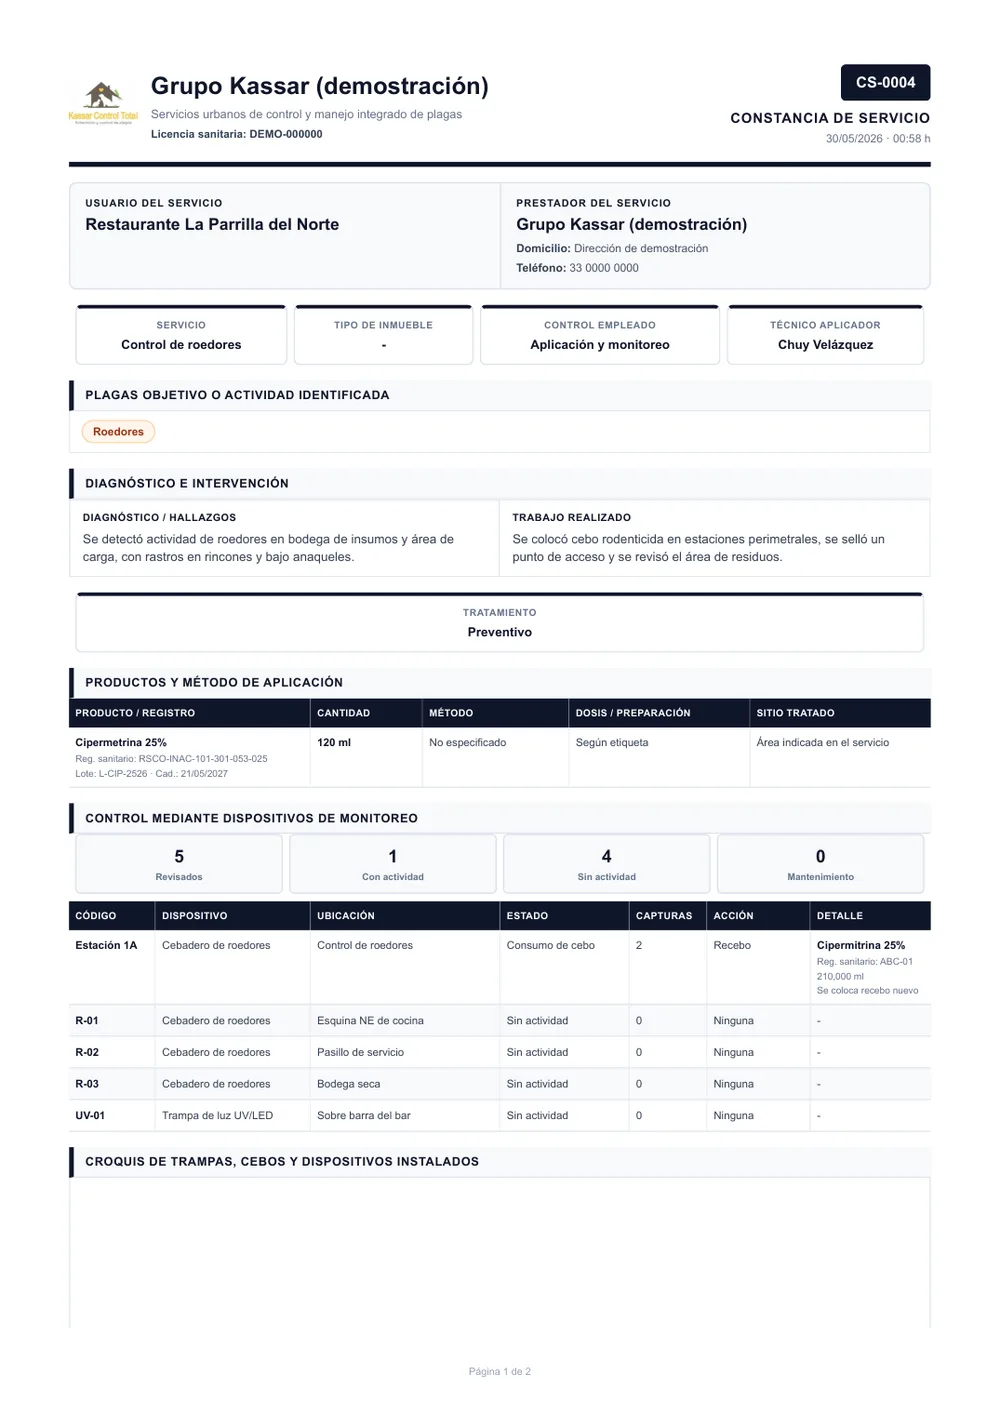 Kassar Control Total
Grupo Kassar (demostración)
Servicios urbanos de control y manejo integrado de plagas
Licencia sanitaria: DEMO-000000
CS-0004
CONSTANCIA DE SERVICIO
30/05/2026 · 00:58 h
USUARIO DEL SERVICIO
Restaurante La Parrilla del Norte
PRESTADOR DEL SERVICIO
Grupo Kassar (demostración)
Domicilio: Dirección de demostración
Teléfono: 33 0000 0000
SERVICIO
Control de roedores
TIPO DE INMUEBLE
-
CONTROL EMPLEADO
Aplicación y monitoreo
TÉCNICO APLICADOR
Chuy Velázquez
PLAGAS OBJETIVO O ACTIVIDAD IDENTIFICADA
Roedores
DIAGNÓSTICO E INTERVENCIÓN
DIAGNÓSTICO / HALLAZGOS
Se detectó actividad de roedores en bodega de insumos y área de
carga, con rastros en rincones y bajo anaqueles.
TRABAJO REALIZADO
Se colocó cebo rodenticida en estaciones perimetrales, se selló un
punto de acceso y se revisó el área de residuos.
TRATAMIENTO
Preventivo
PRODUCTOS Y MÉTODO DE APLICACIÓN
PRODUCTO / REGISTRO CANTIDAD MÉTODO DOSIS / PREPARACIÓN SITIO TRATADO
Cipermetrina 25% 120 ml No especificado Según etiqueta Área indicada en el servicio
Reg. sanitario: RSCO-INAC-101-301-053-025
Lote: L-CIP-2526 · Cad.: 21/05/2027
CONTROL MEDIANTE DISPOSITIVOS DE MONITOREO
5 1 4 0
Revisados Con actividad Sin actividad Mantenimiento
CÓDIGO DISPOSITIVO UBICACIÓN ESTADO CAPTURAS ACCIÓN DETALLE
Estación 1A Cebadero de roedores Control de roedores Consumo de cebo 2 Recebo Cipermitrina 25%
Reg. sanitario: ABC-01
210,000 ml
Se coloca recebo nuevo
R-01 Cebadero de roedores Esquina NE de cocina Sin actividad 0 Ninguna -
R-02 Cebadero de roedores Pasillo de servicio Sin actividad 0 Ninguna -
R-03 Cebadero de roedores Bodega seca Sin actividad 0 Ninguna -
UV-01 Trampa de luz UV/LED Sobre barra del bar Sin actividad 0 Ninguna -
CROQUIS DE TRAMPAS, CEBOS Y DISPOSITIVOS INSTALADOS
Página 1 de 2